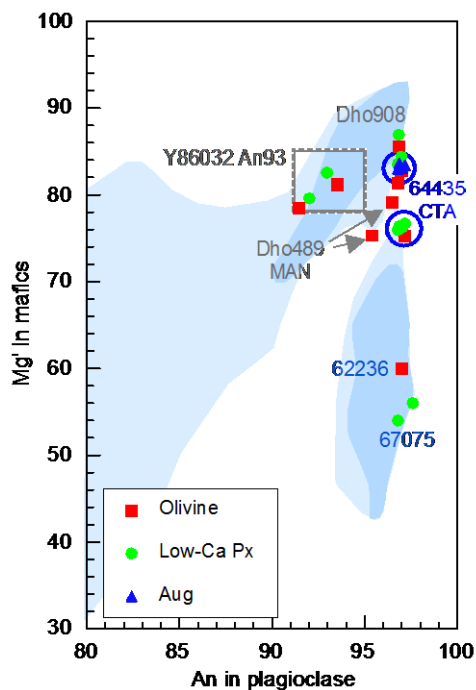 100
90
80
70
60
50
40
30
80
85
90
95
100
Mg' In mafics
An in plagioclase
Dho908
Y86032 An93
64435
CTA
Dho489
MAN
62236
67075
Olivine
Low-Ca Px
Aug